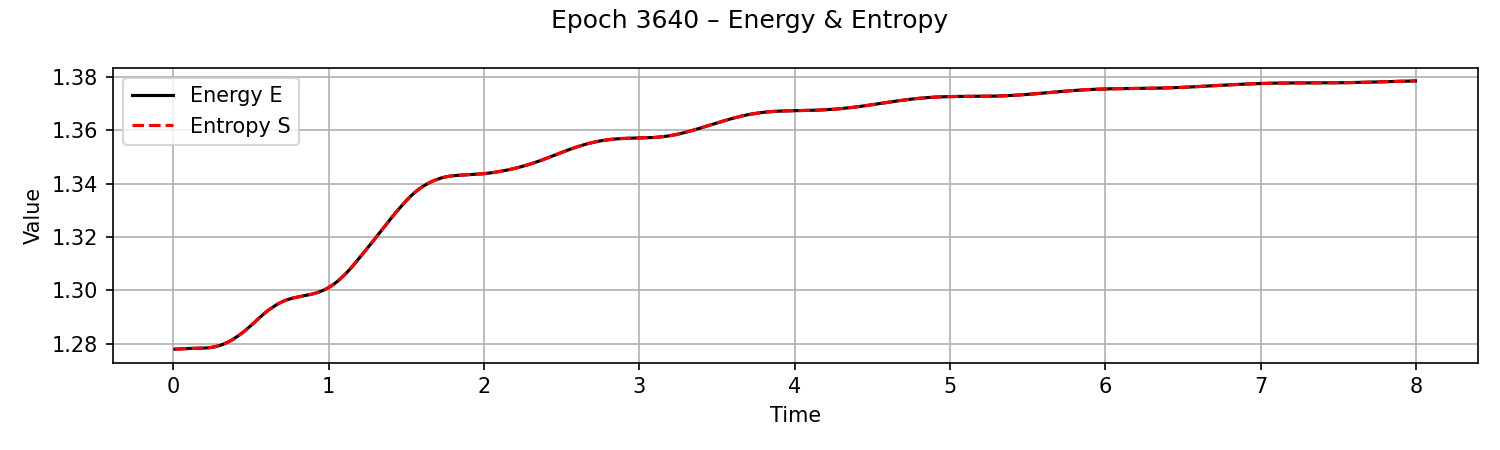 Epoch 3640 – Energy & Entropy
Energy E
Entropy S
Value
1.38
1.36
1.34
1.32
1.30
1.28
0 1 2 3 4 5 6 7 8
Time